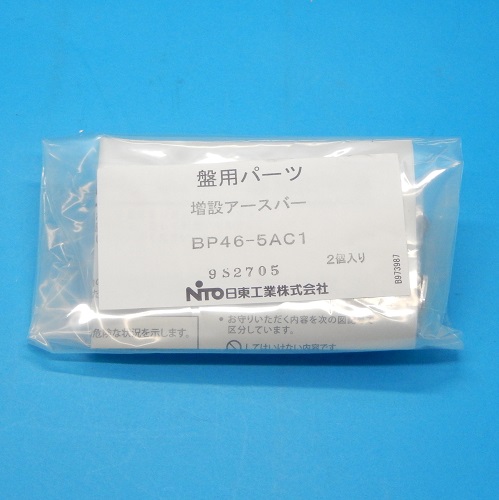 盤用パーツ
増設アースバー
BP46-5AC1
9S2705
2個入り
NITO日東工業株式会社
B973987
危険な状況を示します。
• お守りいただく内容を次の図
区分しています。
してはいけない内容です